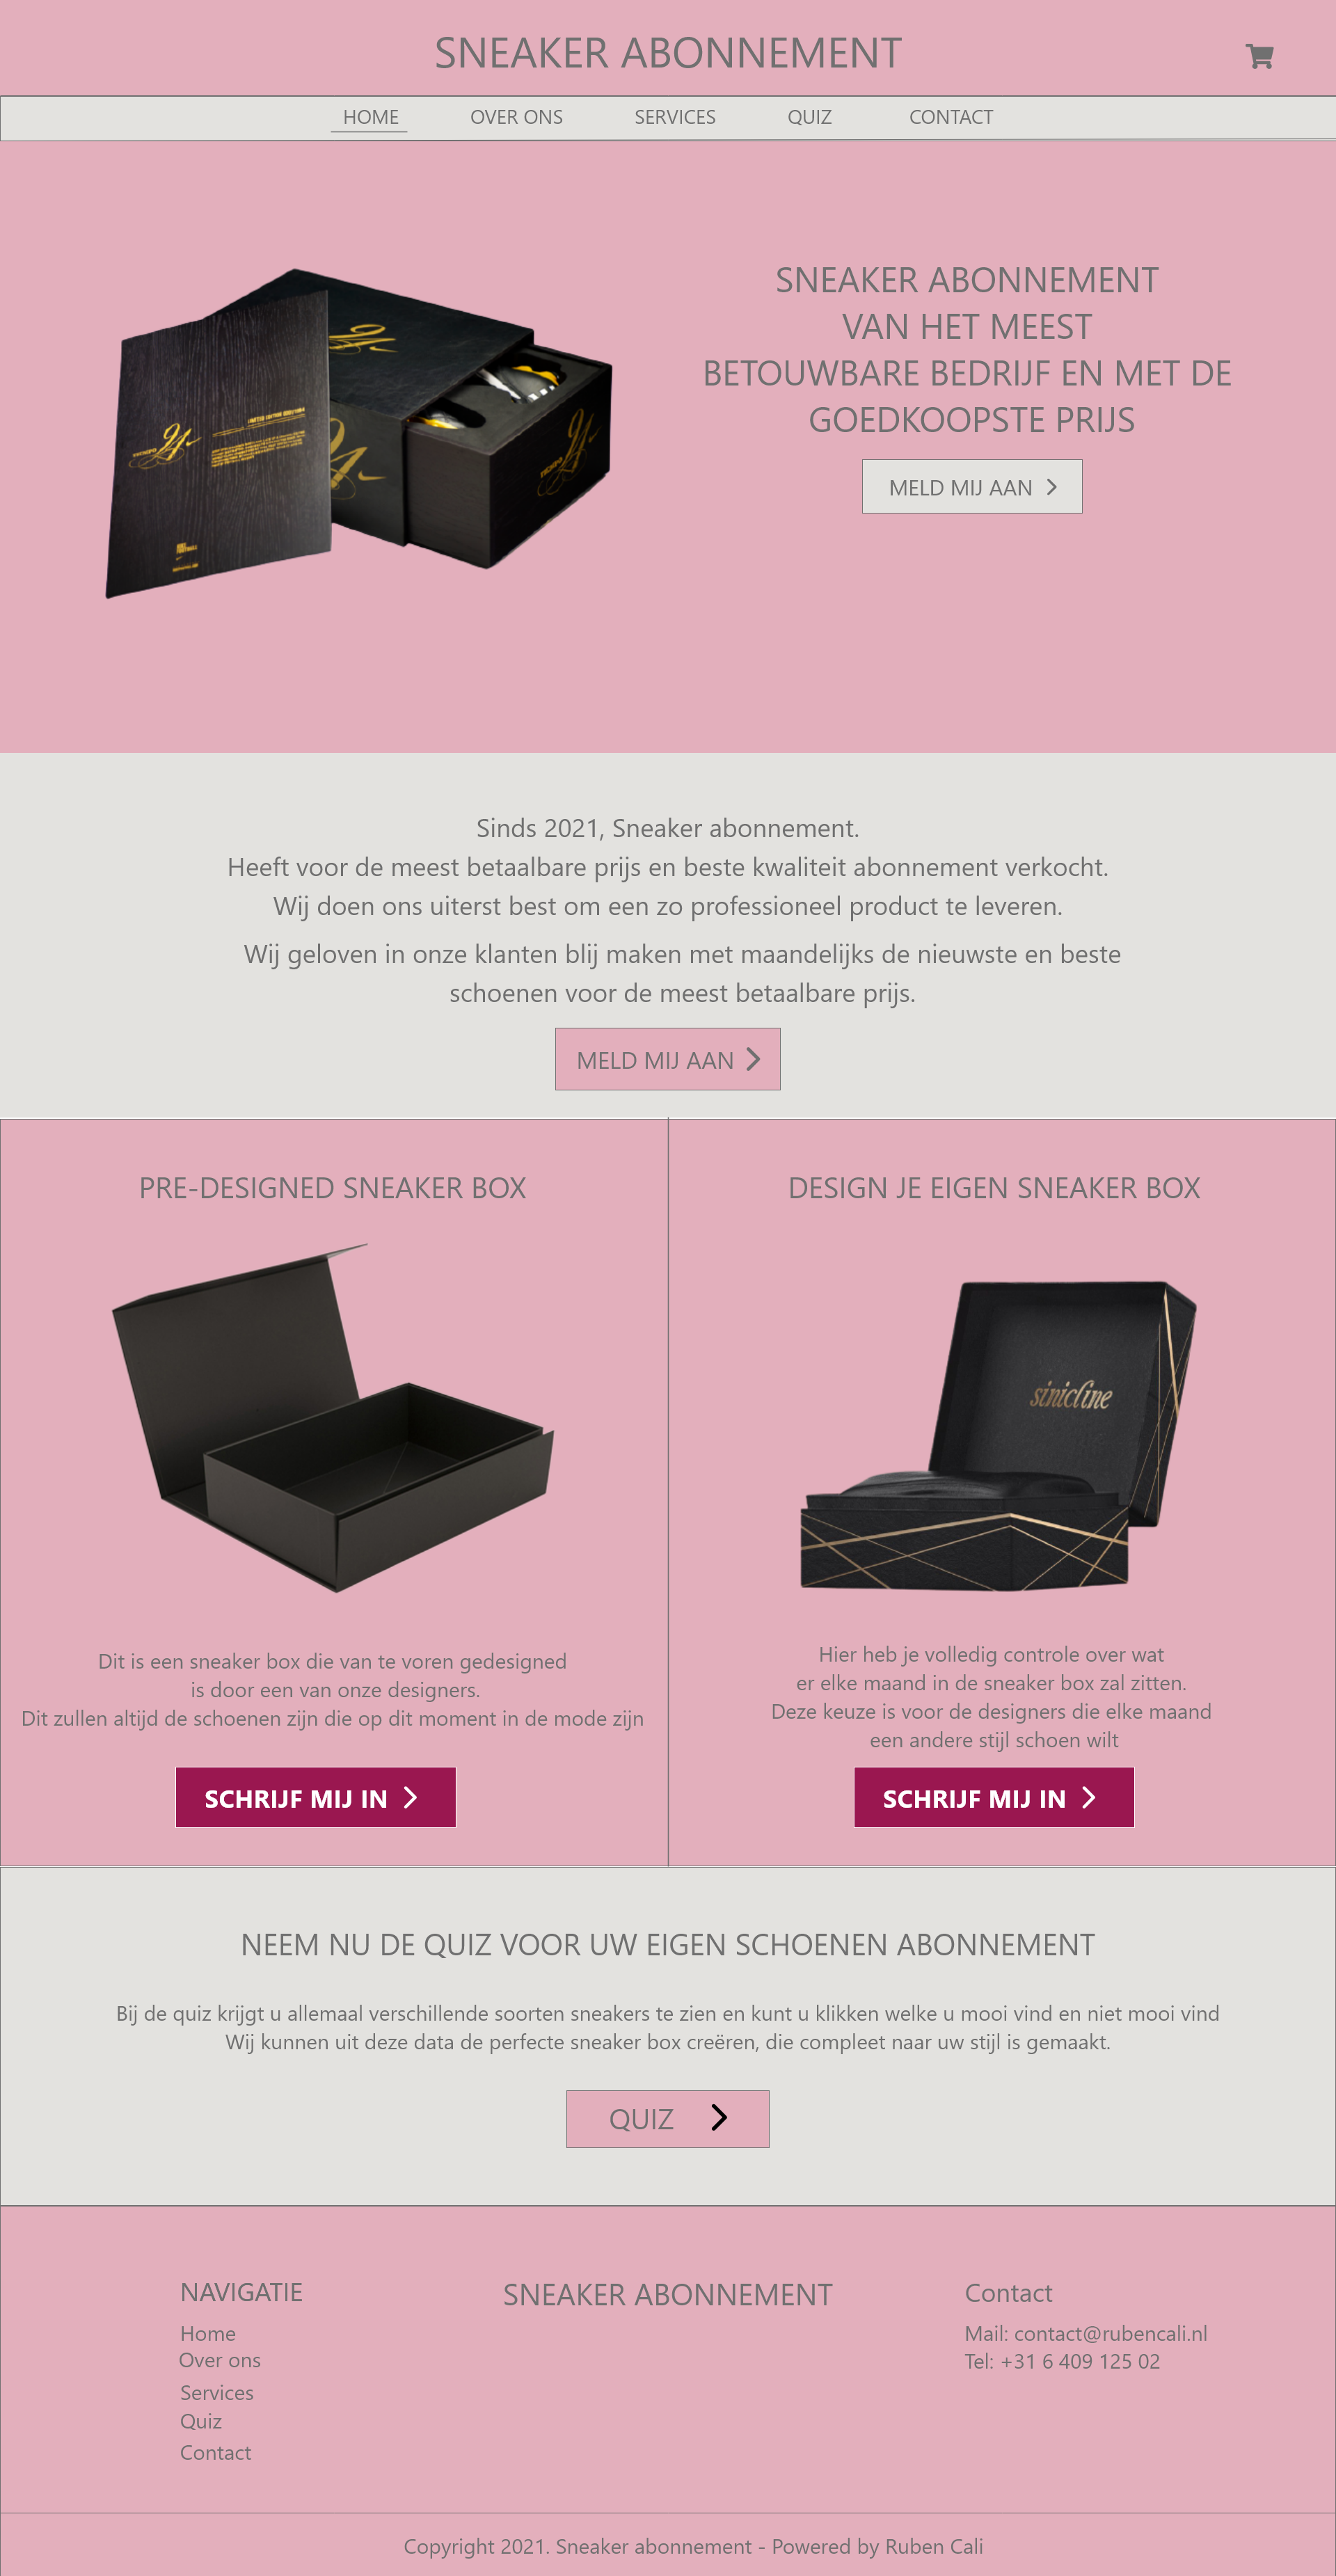 SNEAKER ABONNEMENT
HOME OVER ONS SERVICES QUIZ CONTACT
SNEAKER ABONNEMENT
VAN HET MEEST
BETOUWBARE BEDRIJF EN MET DE
GOEDKOOPSTE PRIJS
MELD MIJ AAN
Sinds 2021, Sneaker abonnement.
Heeft voor de meest betaalbare prijs en beste kwaliteit abonnement verkocht.
Wij doen ons uiterst best om een zo professioneel product te leveren.
Wij geloven in onze klanten blij maken met maandelijks de nieuwste en beste
schoenen voor de meest betaalbare prijs.
MELD MIJ AAN
PRE-DESIGNED SNEAKER BOX
Dit is een sneaker box die van te voren gedesigned
is door een van onze designers.
Dit zullen altijd de schoenen zijn die op dit moment in de mode zijn
SCHRIJF MIJ IN
DESIGN JE EIGEN SNEAKER BOX
sinicline
Hier heb je volledig controle over wat
er elke maand in de sneaker box zal zitten.
Deze keuze is voor de designers die elke maand
een andere stijl schoen wilt
SCHRIJF MIJ IN
NEEM NU DE QUIZ VOOR UW EIGEN SCHOENEN ABONNEMENT
Bij de quiz krijgt u allemaal verschillende soorten sneakers te zien en kunt u klikken welke u mooi vind en niet mooi vind
Wij kunnen uit deze data de perfecte sneaker box creëren, die compleet naar uw stijl is gemaakt.
QUIZ
NAVIGATIE
Home
Over ons
Services
Quiz
Contact
SNEAKER ABONNEMENT
Contact
Mail: contact@rubencali.nl
Tel: +31 6 409 125 02
Copyright 2021. Sneaker abonnement - Powered by Ruben Cali